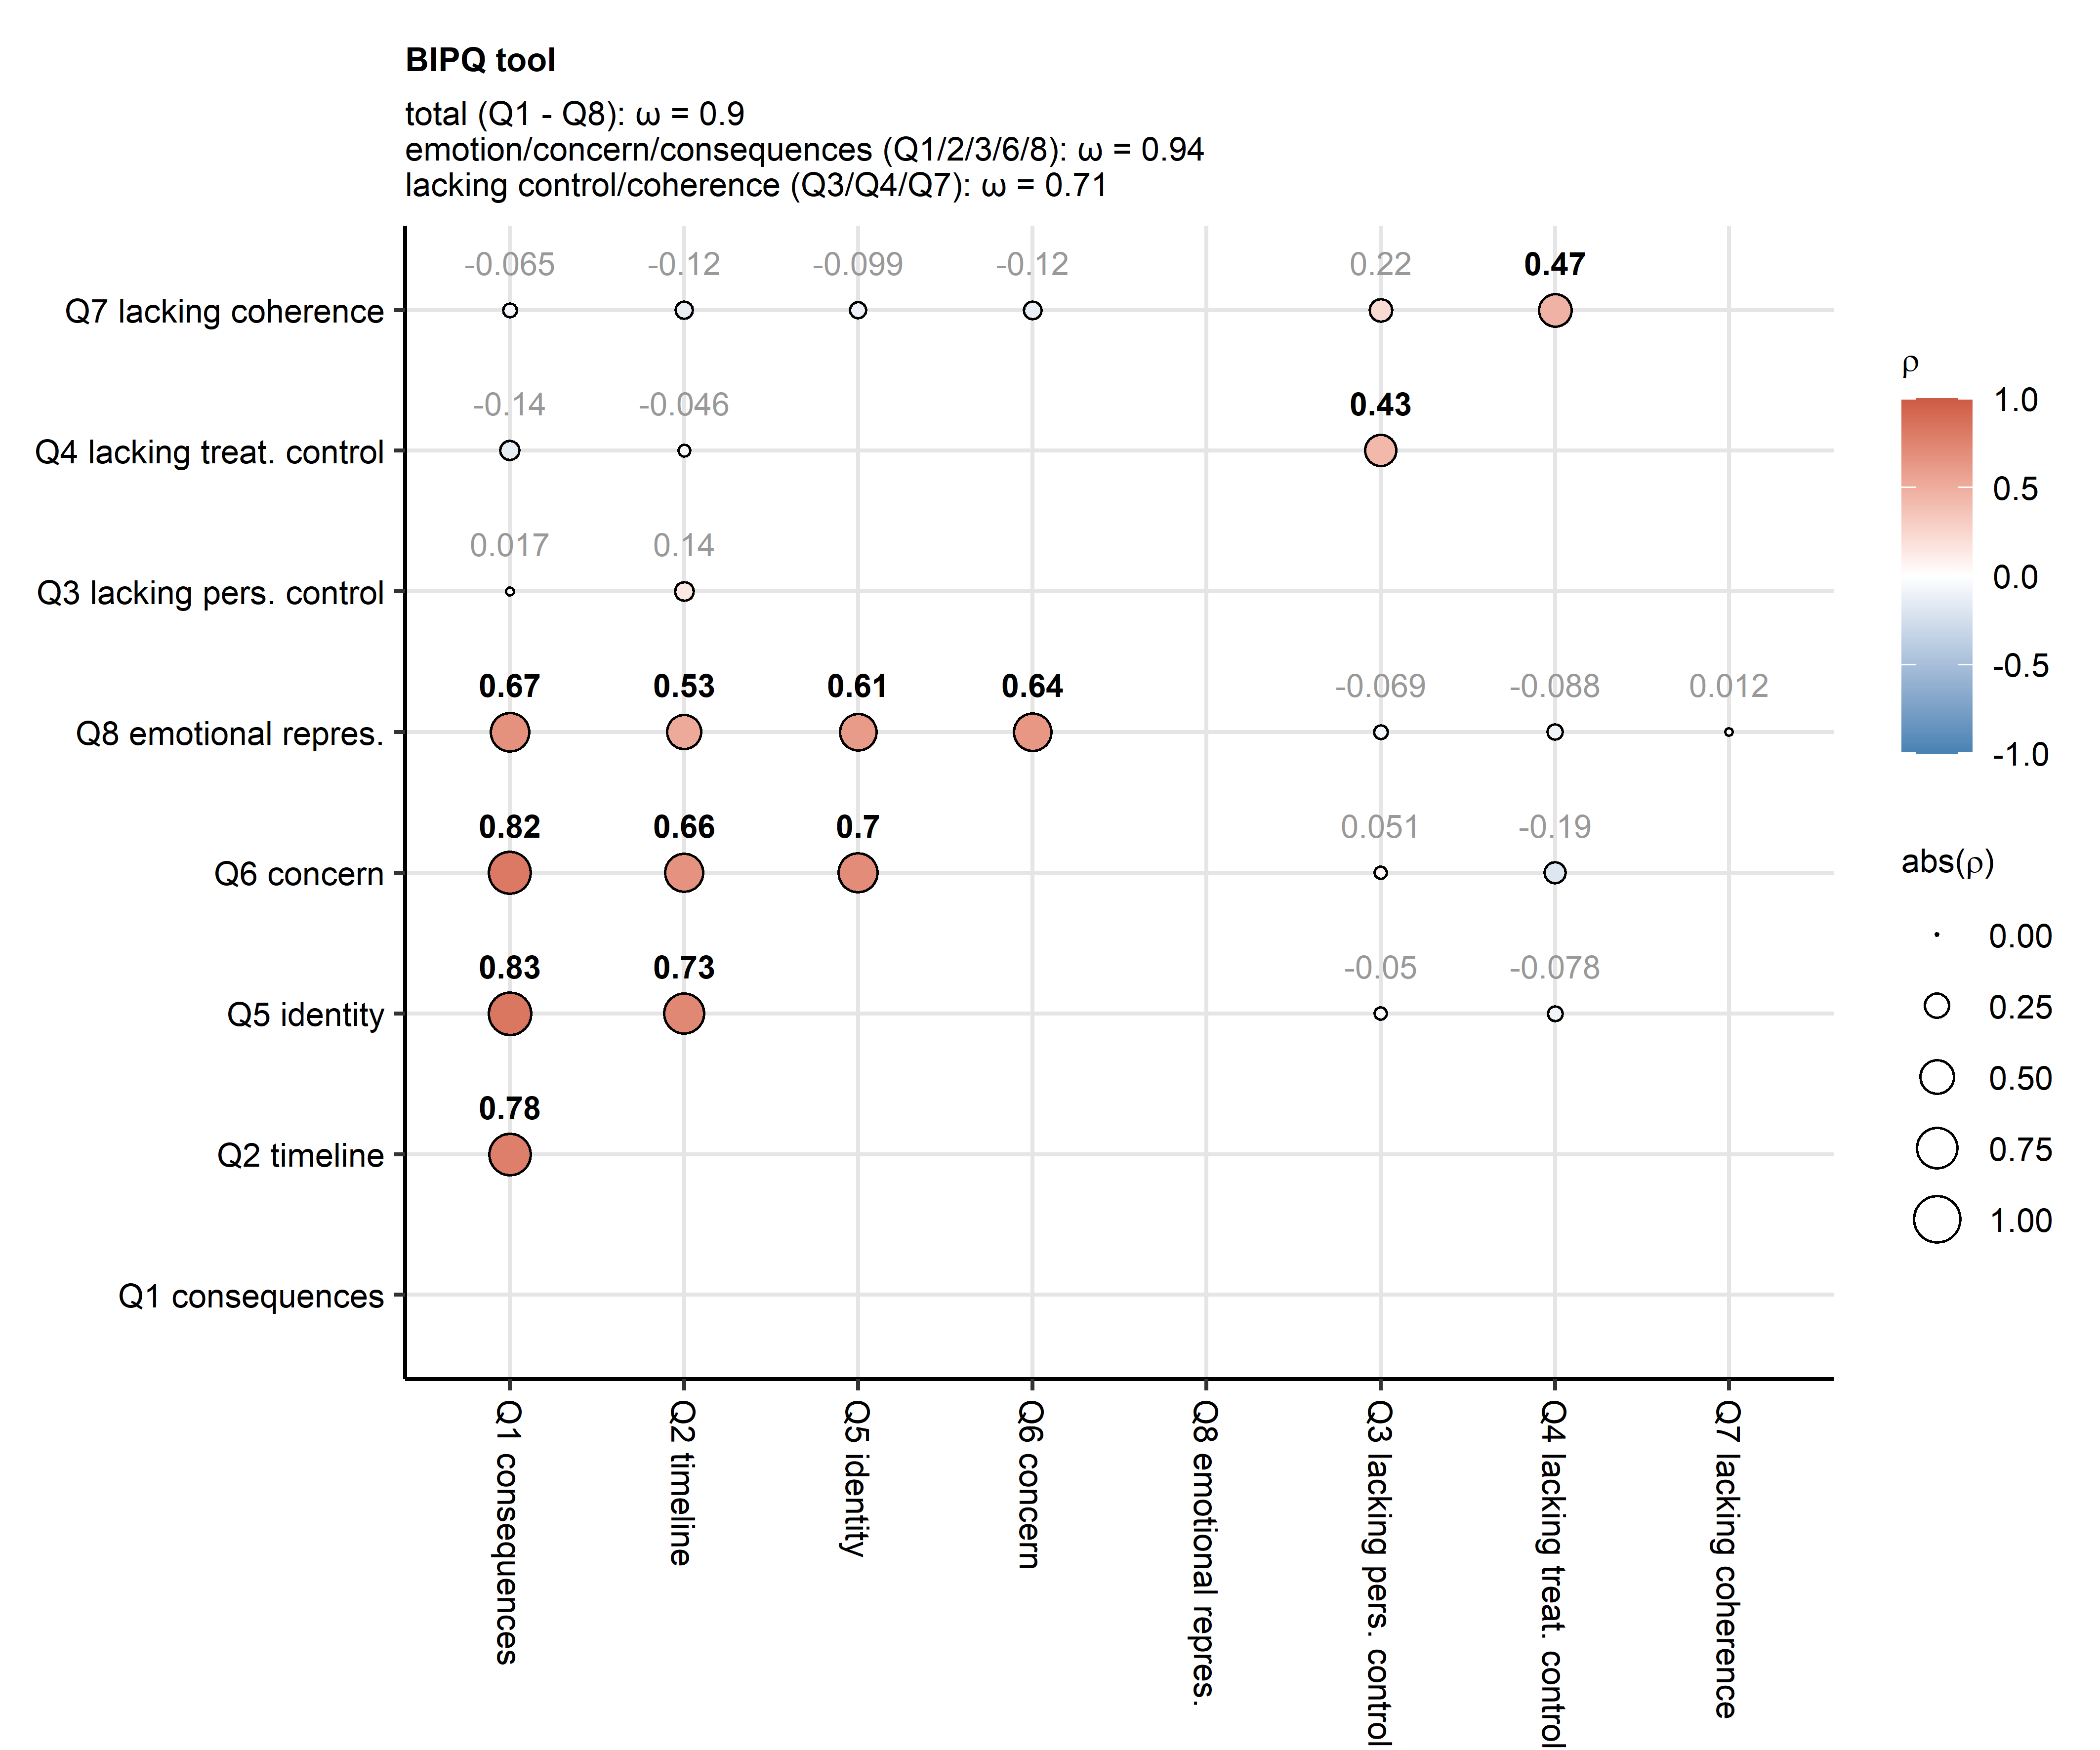 BIPQ tool
total (Q1 - Q8): ω = 0.9
emotion/concern/consequences (Q1/2/3/6/8): ω = 0.94
lacking control/coherence (Q3/Q4/Q7): ω = 0.71
-0.065 -0.12 -0.099 -0.12 0.22 0.47
Q7 lacking coherence
-0.14 -0.046 0.43
Q4 lacking treat. control
0.017 0.14
Q3 lacking pers. control
0.67 0.53 0.61 0.64 -0.069 -0.088 0.012
Q8 emotional repres.
0.82 0.66 0.7 0.051 -0.19
Q6 concern
0.83 0.73 -0.05 -0.078
Q5 identity
0.78
Q2 timeline
Q1 consequences
Q1 consequences
Q2 timeline
Q5 identity
Q6 concern
Q8 emotional repres.
Q3 lacking pers. control
Q4 lacking treat. control
Q7 lacking coherence
ρ
1.0
0.5
0.0
-0.5
-1.0
abs(ρ)
0.00
0.25
0.50
0.75
1.00